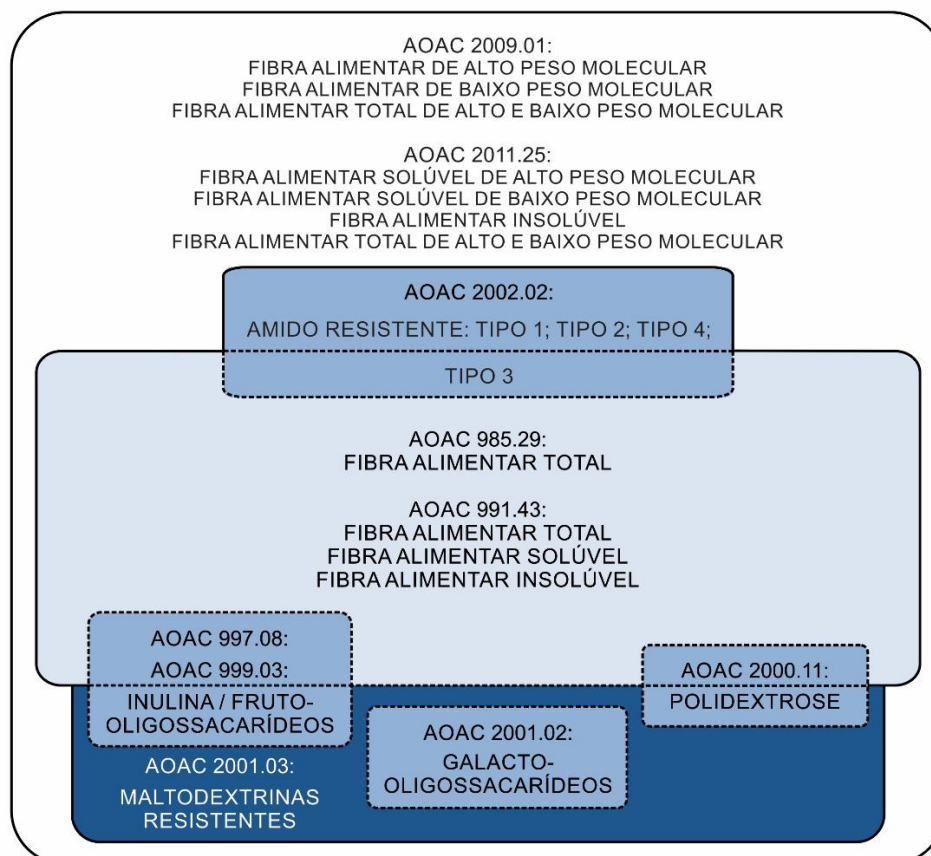 AOAC 2009.01:
FIBRA ALIMENTAR DE ALTO PESO MOLECULAR
FIBRA ALIMENTAR DE BAIXO PESO MOLECULAR
FIBRA ALIMENTAR TOTAL DE ALTO E BAIXO PESO MOLECULAR
AOAC 2011.25:
FIBRA ALIMENTAR SOLÚVEL DE ALTO PESO MOLECULAR
FIBRA ALIMENTAR SOLÚVEL DE BAIXO PESO MOLECULAR
FIBRA ALIMENTAR INSOLÚVEL
FIBRA ALIMENTAR TOTAL DE ALTO E BAIXO PESO MOLECULAR
AOAC 2002.02:
AMIDO RESISTENTE: TIPO 1; TIPO 2; TIPO 4;
TIPO 3
AOAC 985.29:
FIBRA ALIMENTAR TOTAL
AOAC 991.43:
FIBRA ALIMENTAR TOTAL
FIBRA ALIMENTAR SOLÚVEL
FIBRA ALIMENTAR INSOLÚVEL
AOAC 997.08:
AOAC 999.03:
INULINA / FRUTO-
OLIGOSSACARÍDEOS
AOAC 2000.11:
POLIDEXTROSE
AOAC 2001.02:
GALACTO-
OLIGOSSACARÍDEOS
AOAC 2001.03:
MALTODEXTRINAS
RESISTENTES